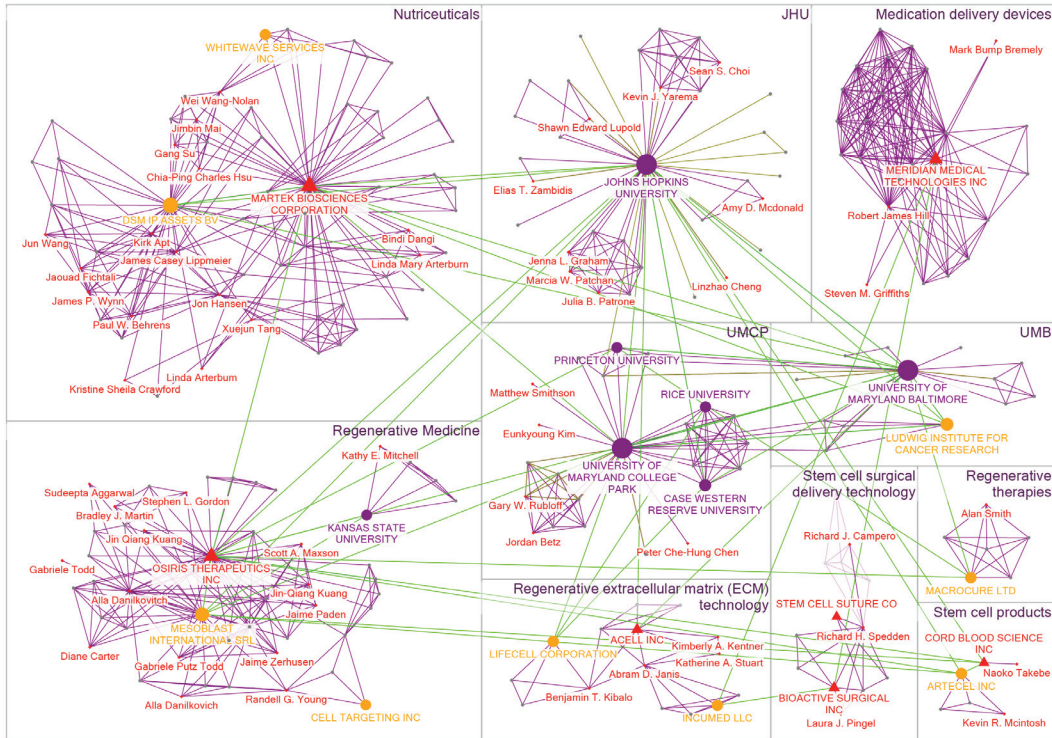 Nutriceuticals
WHITEWAVE SERVICES
INC
Wei Wang-Nolan
Jimbin Mai
Gang Su
Chia-Ping Charles Hsu
MARTEK BIOSCIENCES
CORPORATION
DSM IP ASSETS BV
Jun Wang
Kirk Apt
Bindi Dangi
James Casey Lippmeier
Linda Mary Arterburn
Jaouad Fichtali
James P. Wynn
Jon Hansen
Paul W. Behrens
Xuejun Tang
Linda Arterburn
Kristine Sheila Crawford
JHU
Sean S. Choi
Kevin J. Yarema
Shawn Edward Lupold
Elias T. Zambidis
JOHNS HOPKINS
UNIVERSITY
Amy D. Mcdonald
Jenna L. Graham
Marcia W. Patchan
Linzhao Cheng
Julia B. Patrone
Medication delivery devices
Mark Bump Bremely
MERIDIAN MEDICAL
TECHNOLOGIES INC
Robert James Hill
Steven M. Griffiths
UMCP
PRINCETON UNIVERSITY
Matthew Smithson
RICE UNIVERSITY
Eunkyoung Kim
UNIVERSITY OF
MARYLAND COLLEGE
PARK
CASE WESTERN
RESERVE UNIVERSITY
Gary W. Rubloff
Jordan Betz
Peter Che-Hung Chen
UMB
UNIVERSITY OF
MARYLAND BALTIMORE
LUDWIG INSTITUTE FOR
CANCER RESEARCH
Regenerative Medicine
Kathy E. Mitchell
Sudeepta Aggarwal
Stephen L. Gordon
Bradley J. Martin
KANSAS STATE
UNIVERSITY
Jin Qiang Kuang
Scott A. Maxson
Gabriele Todd
OSIRIS THERAPEUTICS
INC
Jin-Qiang Kuang
Alla Danilkovitch
Jaime Paden
MESOBLAST
INTERNATIONAL SRL
Diane Carter
Gabriele Putz Todd
Jaime Zerhusen
Alla Danilkovich
Randell G. Young
CELL TARGETING INC
Regenerative extracellular matrix (ECM)
technology
ACELL INC
LIFECELL CORPORATION
Kimberly A. Kentner
Katherine A. Stuart
Abram D. Janis
Benjamin T. Kibalo
INCUMED LLC
Stem cell surgical
delivery technology
Richard J. Campero
STEM CELL SUTURE CO
Richard H. Spedden
BIOACTIVE SURGICAL
INC
Laura J. Pingel
Regenerative
therapies
Alan Smith
MACROCURE LTD
Stem cell products
CORD BLOOD SCIENCE
INC
Naoko Takebe
ARTECEL INC
Kevin R. Mcintosh